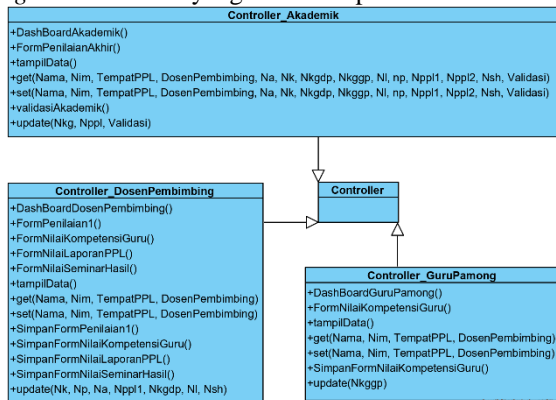 Controller_Akademik
+DashBoardAkademik()
+FormPenilaianAkhir()
+tampilData()
+get(Nama, Nim, TempatPPL, DosenPembimbing, Na, Nk, Nkgdp, Nkggp, Nl, np, Nppl1, Nppl2, Nsh, Validasi)
+set(Nama, Nim, TempatPPL, DosenPembimbing, Na, Nk, Nkgdp, Nkggp, Nl, np, Nppl1, Nppl2, Nsh, Validasi)
+validasiAkademik()
+update(Nkg, Nppl, Validasi)
Controller
Controller_DosenPembimbing
+DashBoardDosenPembimbing()
+FormPenilaian1()
+FormNilaiKompetensiGuru()
+FormNilaiLaporanPPL()
+FormNilaiSeminarHasil()
+tampilData()
+get(Nama, Nim, TempatPPL, DosenPembimbing)
+set(Nama, Nim, TempatPPL, DosenPembimbing)
+SimpanFormPenilaian1()
+SimpanFormNilaiKompetensiGuru()
+SimpanFormNilaiLaporanPPL()
+SimpanFormNilaiSeminarHasil()
+update(Nk, Np, Na, Nppl1, Nkgdp, Nl, Nsh)
Controller_GuruPamong
+DashBoardGuruPamong()
+FormNilaiKompetensiGuru()
+tampilData()
+get(Nama, Nim, TempatPPL, DosenPembimbing)
+set(Nama, Nim, TempatPPL, DosenPembimbing)
+SimpanFormNilaiKompetensiGuru()
+update(Nkggp)